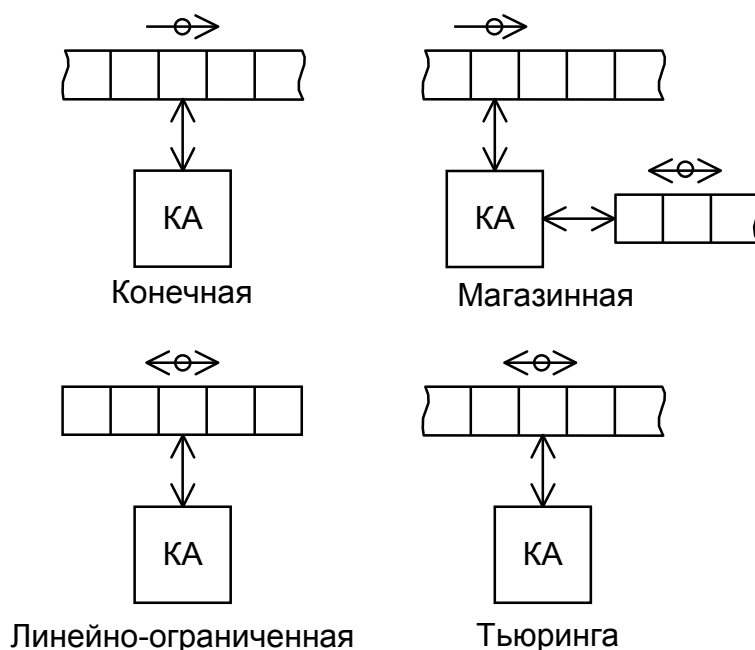 КА
КА
Конечная
Магазинная
КА
КА
Линейно-ограниченная
Тьюринга